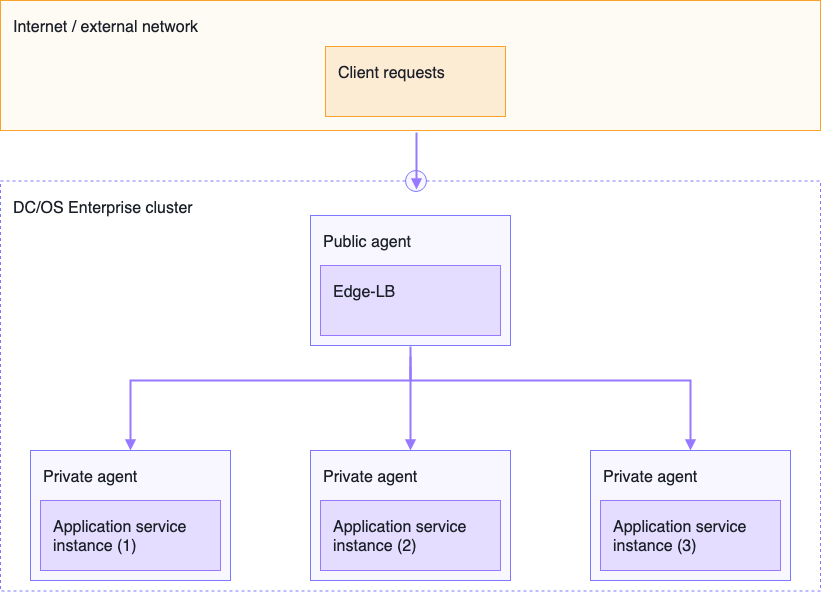 Internet / external network
Client requests
DC/OS Enterprise cluster
Public agent
Edge-LB
Private agent
Application service
instance (1)
Private agent
Application service
instance (2)
Private agent
Application service
instance (3)